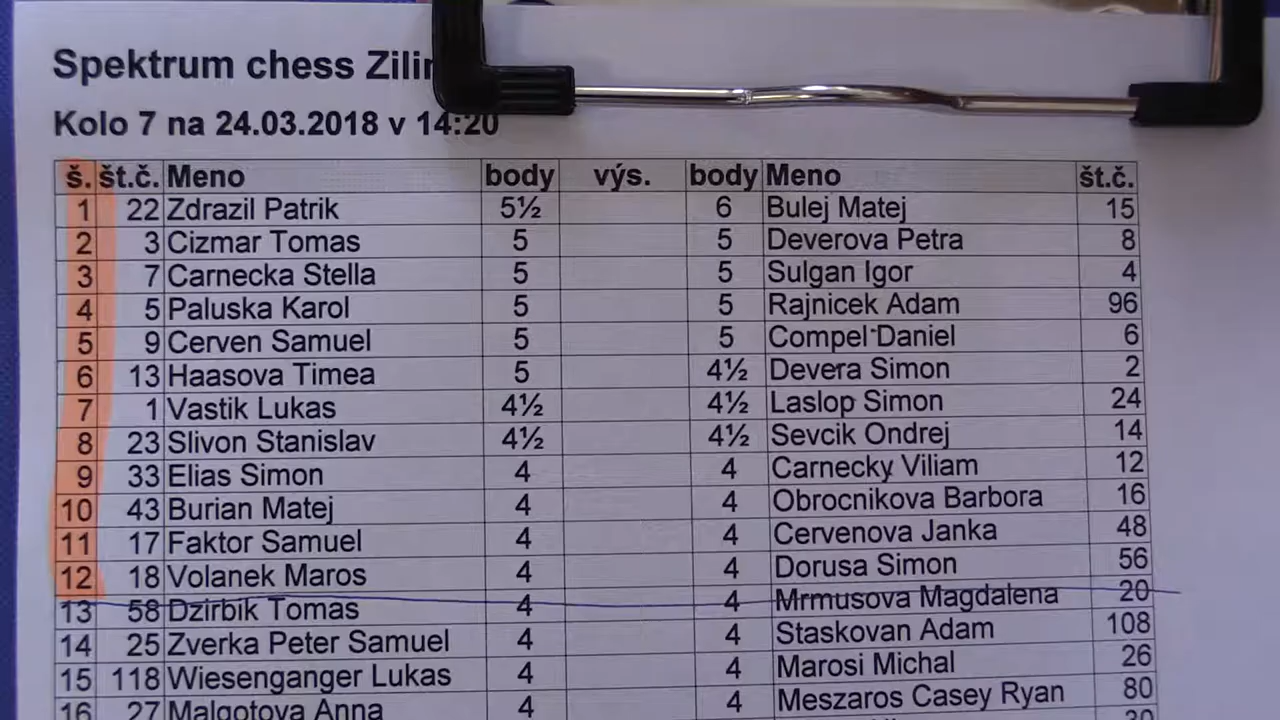 Spektrum chess Zilin
Kolo 7 na 24.03.2018 v 14:20
š. št.č. Meno body výs. body Meno št.č.
1 22 Zdrazil Patrik 5½ 6 Bulej Matej 15
2 3 Cizmar Tomas 5 5 Deverova Petra 8
3 7 Carnecka Stella 5 5 Sulgan Igor 4
4 5 Paluska Karol 5 5 Rajnicek Adam 96
5 9 Cerven Samuel 5 5 Compel Daniel 6
6 13 Haasova Timea 5 4½ Devera Simon 2
7 1 Vastik Lukas 4½ 4½ Laslop Simon 24
8 23 Slivon Stanislav 4½ 4½ Sevcik Ondrej 14
9 33 Elias Simon 4 4 Carnecky Viliam 12
10 43 Burian Matej 4 4 Obrocnikova Barbora 16
11 17 Faktor Samuel 4 4 Cervenova Janka 48
12 18 Volanek Maros 4 4 Dorusa Simon 56
13 58 Dzirbik Tomas 4 4 Mrmusova Magdalena 20
14 25 Zverka Peter Samuel 4 4 Staskovan Adam 108
15 118 Wiesenganger Lukas 4 4 Marosi Michal 26
16 27 Malgotova Anna 4 4 Meszaros Casey Ryan 80